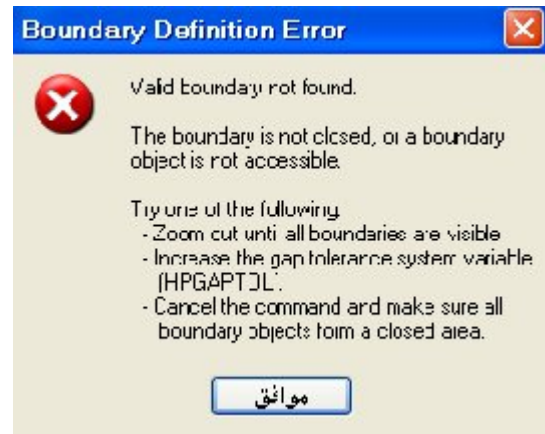 Boundary Definition Error
Valid boundary not found.
The boundary is not closed, or a boundary
object is not accessible.
Try one of the following:
- Zoom out until all boundaries are visible
- Increase the gap tolerance system variable
(HPGAPTOL).
- Cancel the command and make sure all
boundary objects form a closed area.
موافق